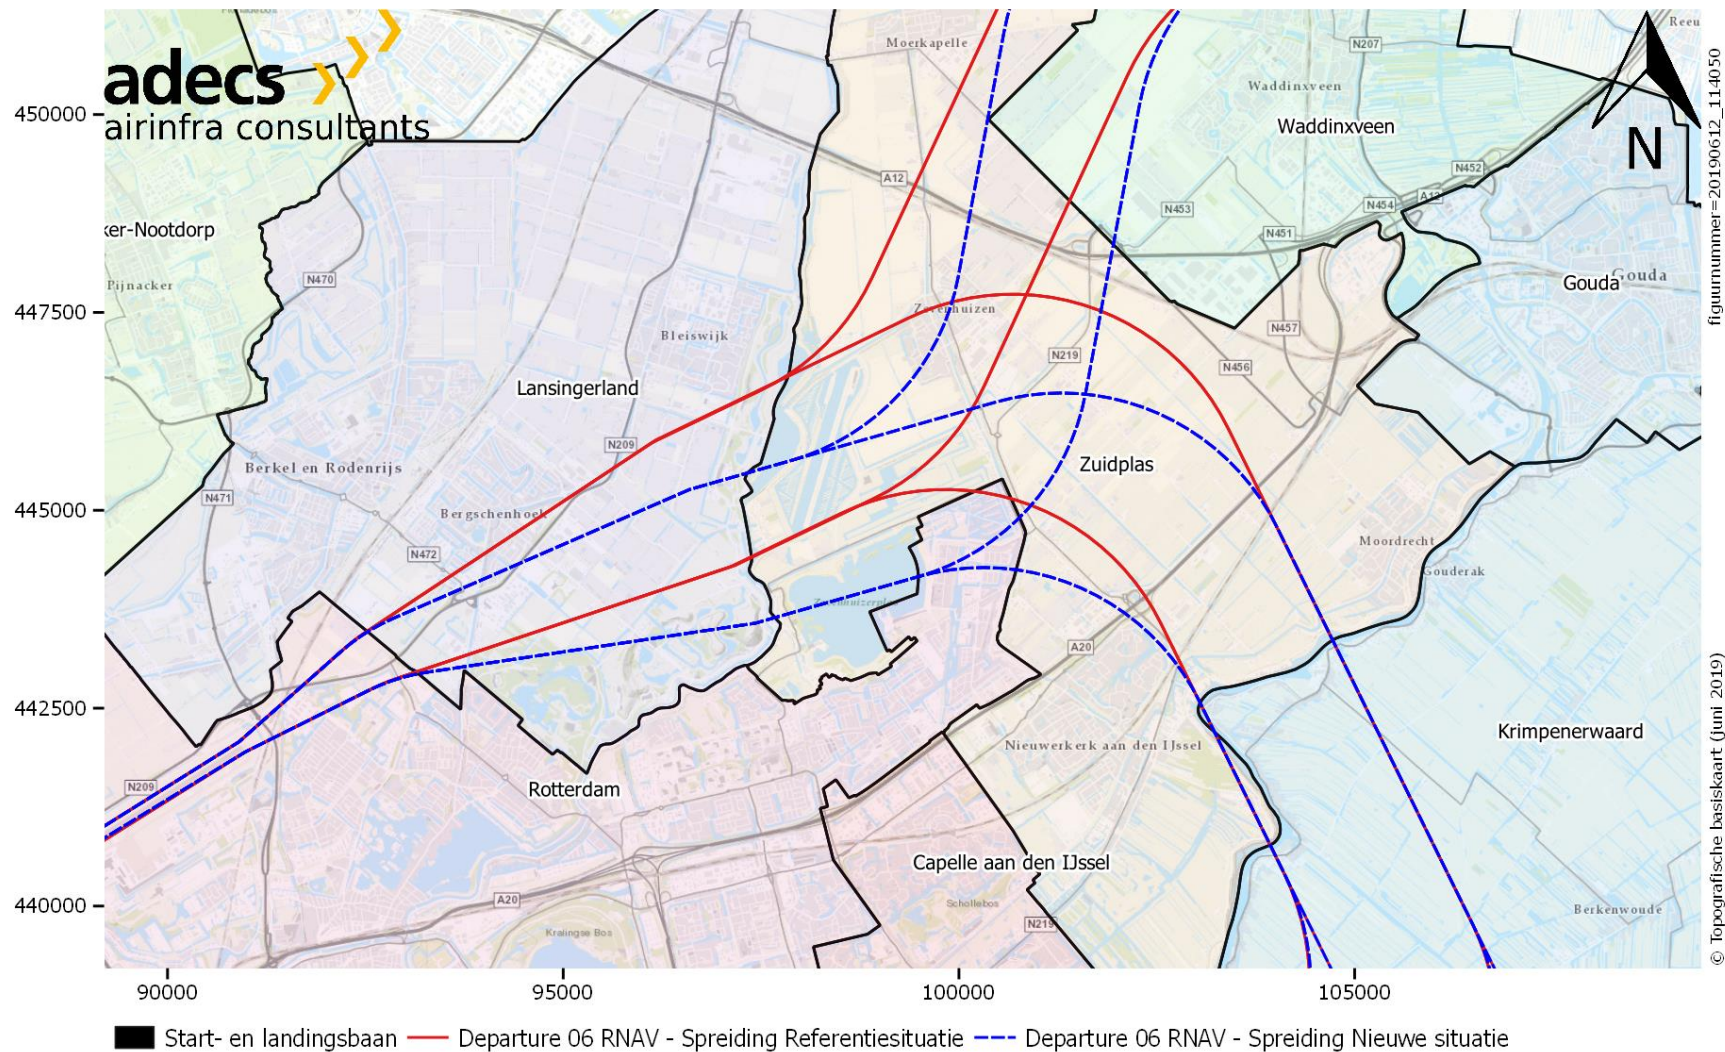 adecs
airinfra consultants
Moerkapelle
N207
Reeu
Waddinxveen
Waddinxveen
450000
A12
N452
N453
N454
A12
N451
ker-Nootdorp
N470
Pijnacker
Gouda
Gouda
447500
Bleiswijk
Zevenhuizen
N457
N219
N456
Lansingerland
N209
Berkel en Rodenrijs
Zuidplas
N471
445000
Bergschenhoek
N472
Moordrecht
Gouderak
A20
442500
Nieuwerkerk aan den IJssel
Krimpenerwaard
N209
Rotterdam
Capelle aan den IJssel
A20
Schollebos
N219
Kralingse Bos
Berkenwoude
440000
90000
95000
100000
105000
N
figuurnummer=20190612_114050
© Topografische basiskaart (juni 2019)
Start- en landingsbaan
Departure 06 RNAV - Spreiding Referentiesituatie
Departure 06 RNAV - Spreiding Nieuwe situatie